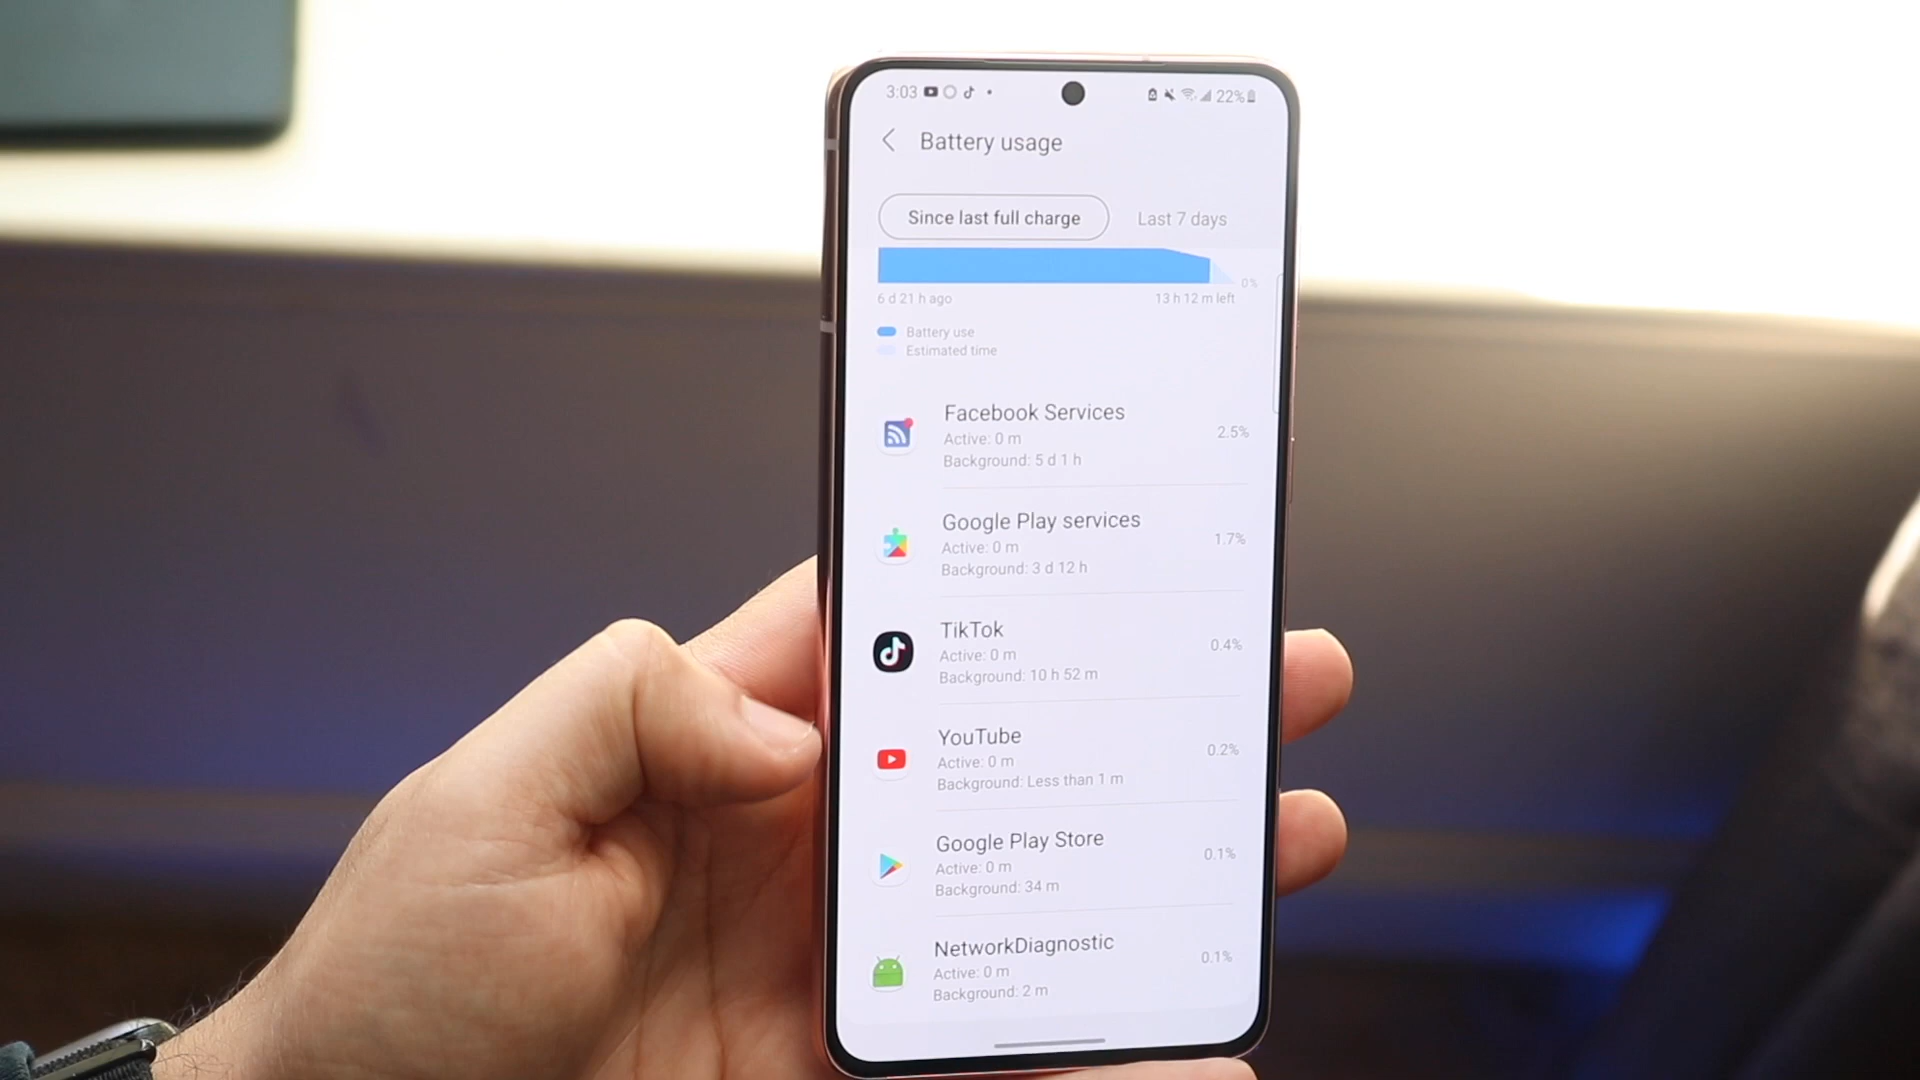 3:03
22%
Battery usage
Since last full charge
Last 7 days
0%
6 d 21 h ago
13 h 12 m left
Battery use
Estimated time
Facebook Services
Active: 0 m
2.5%
Background: 5 d 1 h
Google Play services
Active: 0 m
1.7%
Background: 3 d 12 h
TikTok
Active: 0 m
0.4%
Background: 10 h 52 m
YouTube
Active: 0 m
0.2%
Background: Less than 1 m
Google Play Store
Active: 0 m
0.1%
Background: 34 m
NetworkDiagnostic
Active: 0 m
0.1%
Background: 2 m